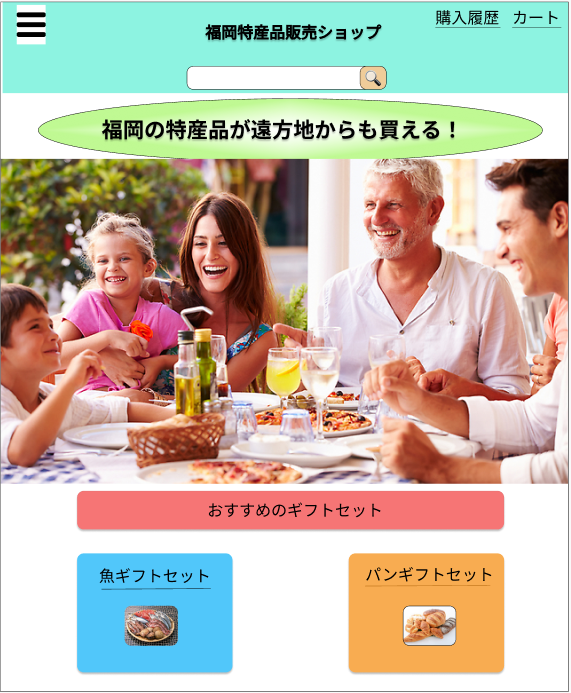 購入履歴 カート
福岡特産品販売ショップ
福岡の特産品が遠方地からも買える！
おすすめのギフトセット
魚ギフトセット パンギフトセット